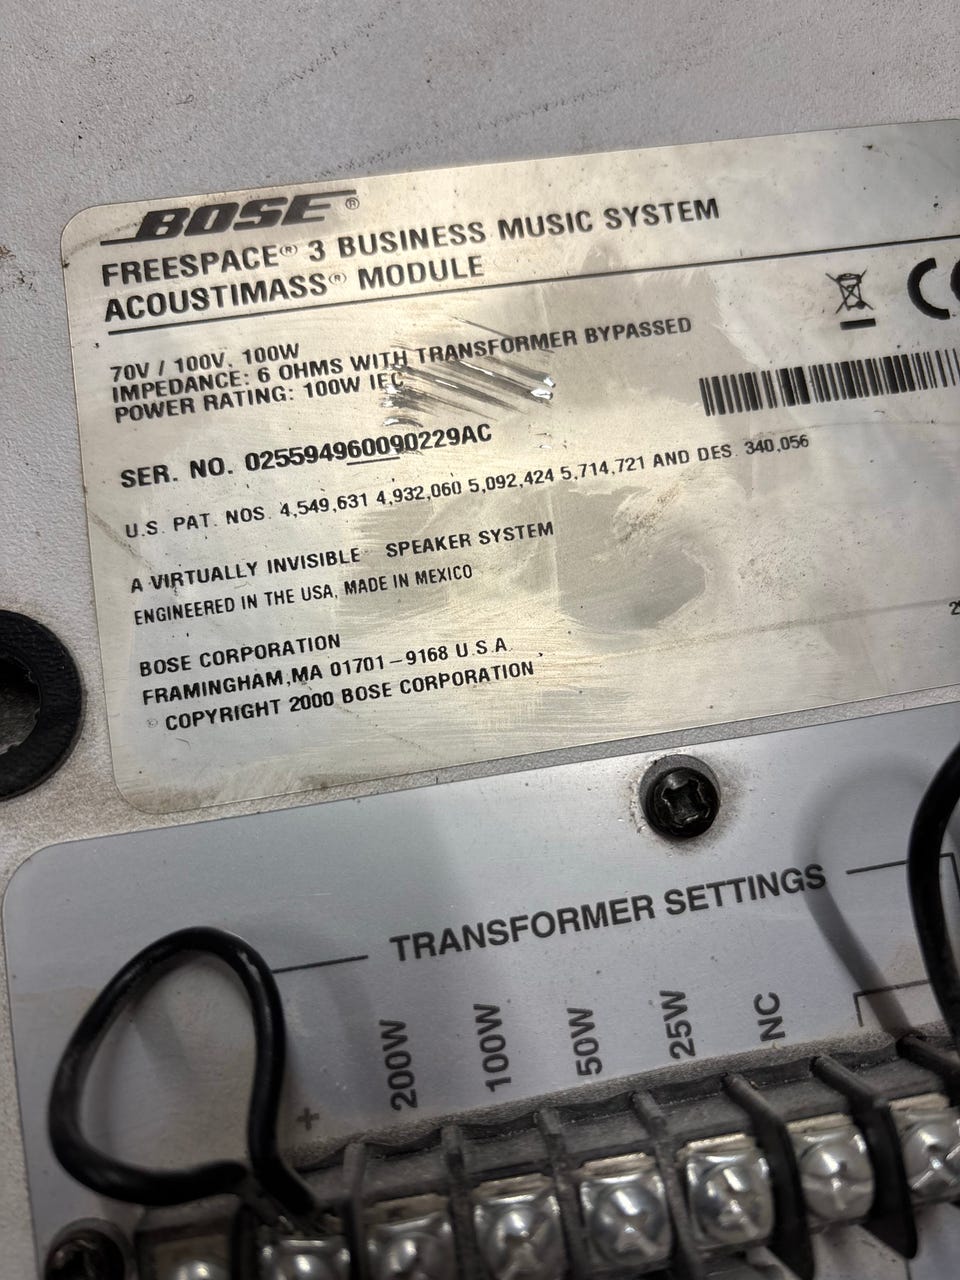 BOSE®
FREESPACE® 3 BUSINESS MUSIC SYSTEM
ACOUSTIMASS® MODULE
70V / 100V, 100W
IMPEDANCE: 6 OHMS WITH TRANSFORMER BYPASSED
POWER RATING: 100W IEC
SER. NO. 025594960090229AC
U.S. PAT. NOS. 4,549,631 4,932,060 5,092,424 5,714,721 AND DES. 340,056
A VIRTUALLY INVISIBLE SPEAKER SYSTEM
ENGINEERED IN THE USA, MADE IN MEXICO
BOSE CORPORATION
FRAMINGHAM,MA 01701-9168 U.S.A.
© COPYRIGHT 2000 BOSE CORPORATION
CE
TRANSFORMER SETTINGS
+ 200W 100W 50W 25W NC